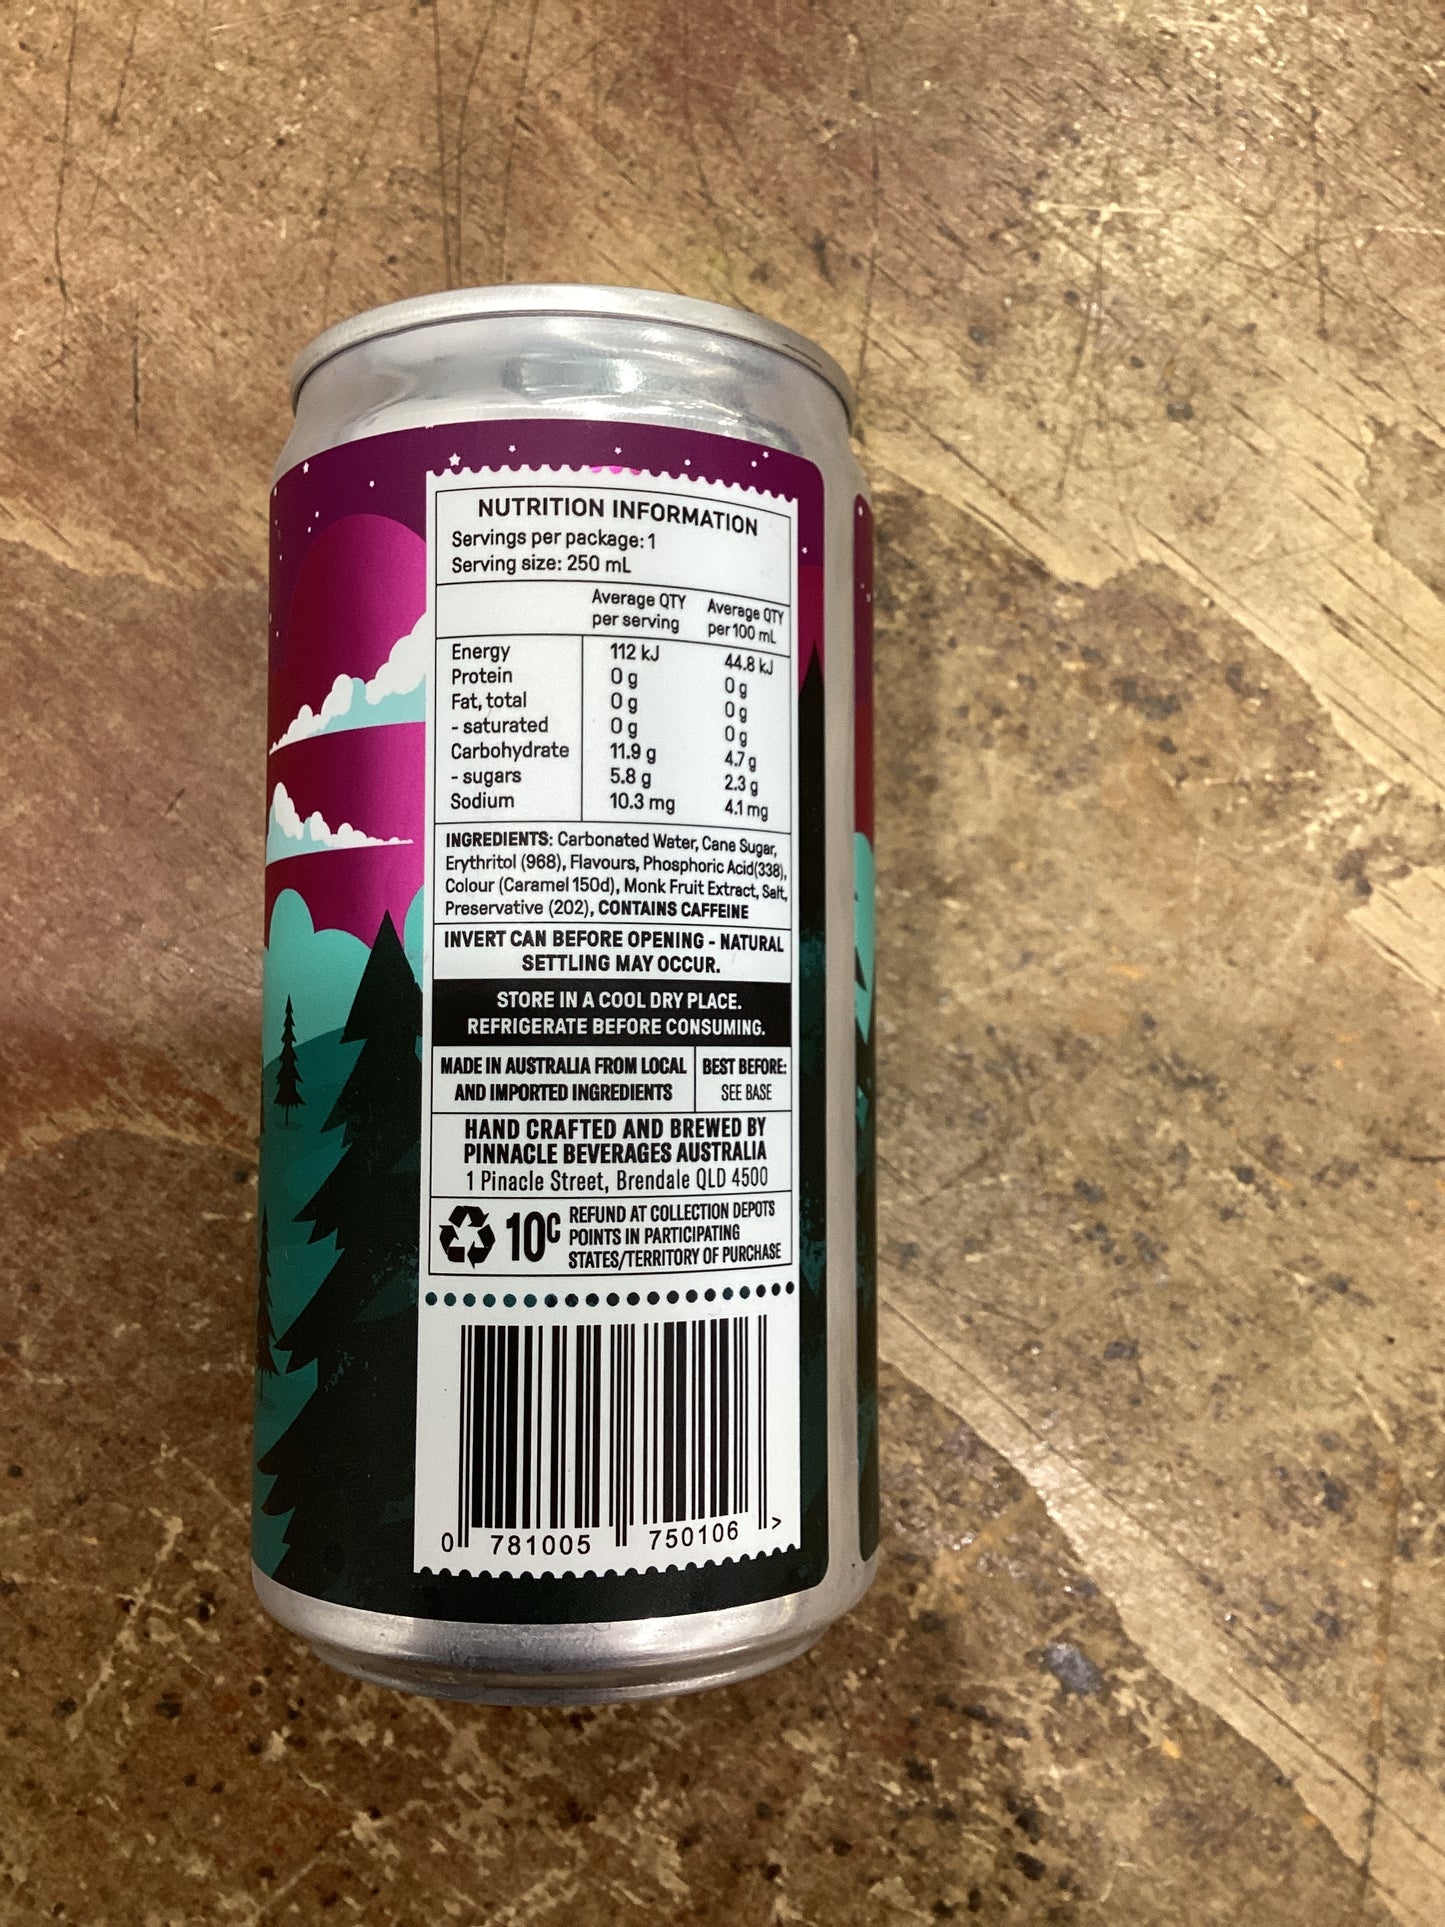 NUTRITION INFORMATION
Servings per package: 1
Serving size: 250 mL
Average QTY per serving Average QTY per 100 mL
Energy 112 kJ 44.8 kJ
Protein 0 g 0 g
Fat, total 0 g 0 g
- saturated 0 g 0 g
Carbohydrate 11.9 g 4.7 g
- sugars 5.8 g 2.3 g
Sodium 10.3 mg 4.1 mg
INGREDIENTS: Carbonated Water, Cane Sugar,
Erythritol (968), Flavours, Phosphoric Acid(338),
Colour (Caramel 150d), Monk Fruit Extract, Salt,
Preservative (202), CONTAINS CAFFEINE
INVERT CAN BEFORE OPENING - NATURAL
SETTLING MAY OCCUR.
STORE IN A COOL DRY PLACE.
REFRIGERATE BEFORE CONSUMING.
MADE IN AUSTRALIA FROM LOCAL
AND IMPORTED INGREDIENTS
BEST BEFORE:
SEE BASE
HAND CRAFTED AND BREWED BY
PINNACLE BEVERAGES AUSTRALIA
1 Pinacle Street, Brendale QLD 4500
10c
REFUND AT COLLECTION DEPOTS
POINTS IN PARTICIPATING
STATES/TERRITORY OF PURCHASE
0 781005 750106 >